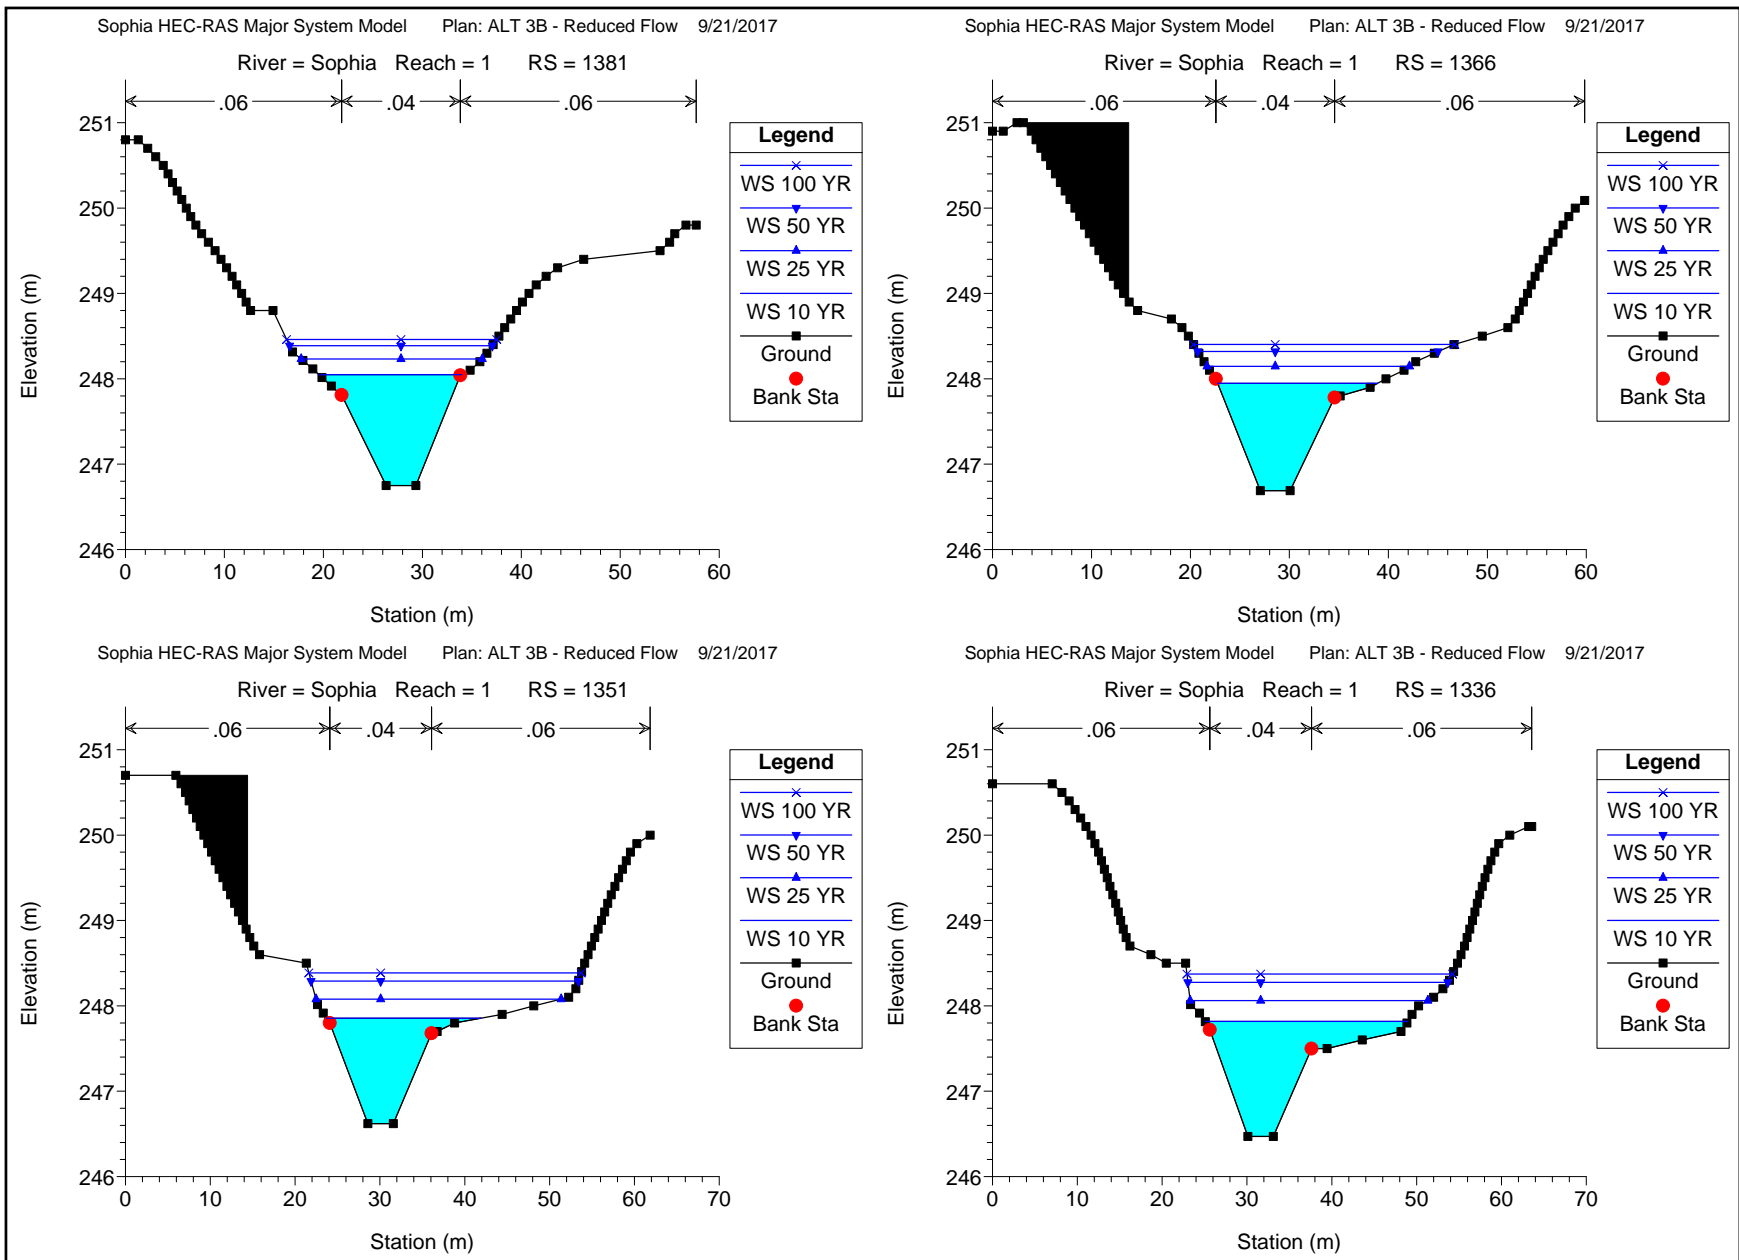 Sophia HEC-RAS Major System Model Plan: ALT 3B - Reduced Flow 9/21/2017
River = Sophia Reach = 1 RS = 1381
.06 .04 .06
251
250
249
248
247
246
0 10 20 30 40 50 60
Station (m)
Elevation (m)
Legend
WS 100 YR
WS 50 YR
WS 25 YR
WS 10 YR
Ground
Bank Sta
Sophia HEC-RAS Major System Model Plan: ALT 3B - Reduced Flow 9/21/2017
River = Sophia Reach = 1 RS = 1366
.06 .04 .06
251
250
249
248
247
246
0 10 20 30 40 50 60
Station (m)
Elevation (m)
Legend
WS 100 YR
WS 50 YR
WS 25 YR
WS 10 YR
Ground
Bank Sta
Sophia HEC-RAS Major System Model Plan: ALT 3B - Reduced Flow 9/21/2017
River = Sophia Reach = 1 RS = 1351
.06 .04 .06
251
250
249
248
247
246
0 10 20 30 40 50 60 70
Station (m)
Elevation (m)
Legend
WS 100 YR
WS 50 YR
WS 25 YR
WS 10 YR
Ground
Bank Sta
Sophia HEC-RAS Major System Model Plan: ALT 3B - Reduced Flow 9/21/2017
River = Sophia Reach = 1 RS = 1336
.06 .04 .06
251
250
249
248
247
246
0 10 20 30 40 50 60 70
Station (m)
Elevation (m)
Legend
WS 100 YR
WS 50 YR
WS 25 YR
WS 10 YR
Ground
Bank Sta